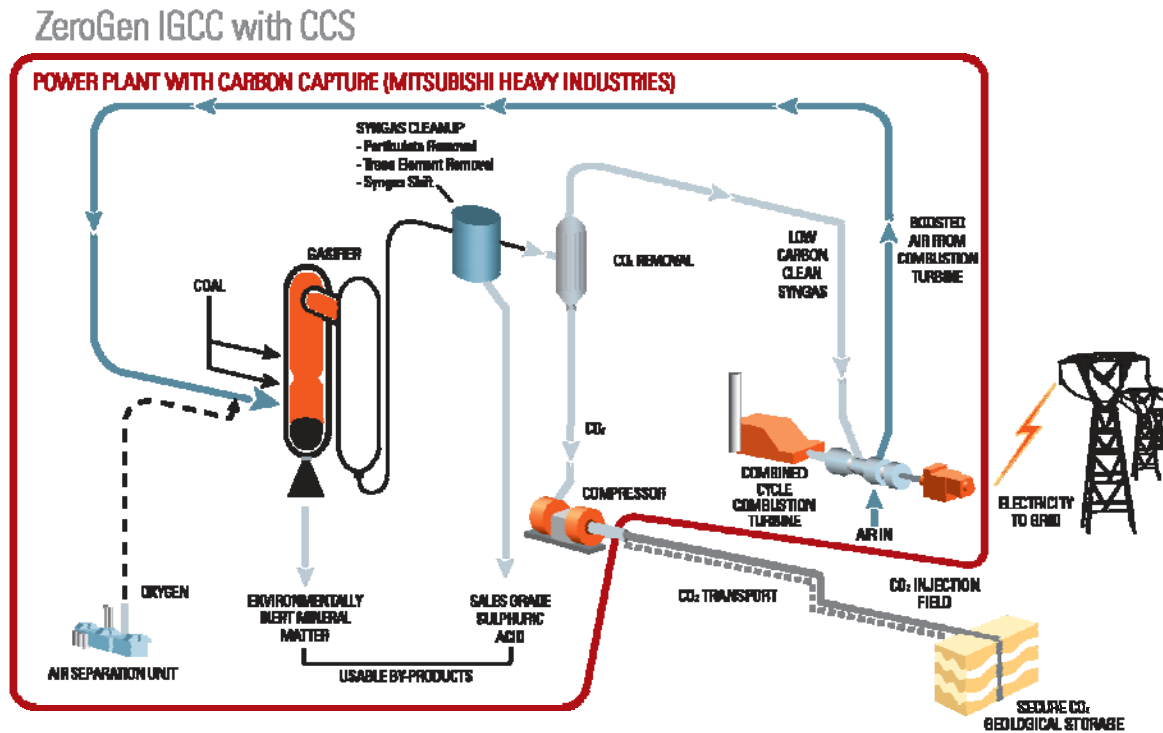 ZeroGen IGCC with CCS
POWER PLANT WITH CARBON CAPTURE (MITSUBISHI HEAVY INDUSTRIES)
SYNGAS CLEANUP
- Particulate Removal
- Trace Element Removal
- Syngas Shift
GASIFIER
COAL
CO₂ REMOVAL
LOW
CARBON
CLEAN
SYNGAS
BOOSTED
AIR FROM
COMBUSTION
TURBINE
CO₂
COMPRESSOR
COMBINED
CYCLE
COMBUSTION
TURBINE
AIR IN
ELECTRICITY
TO GRID
OXYGEN
AIR SEPARATION UNIT
ENVIRONMENTALLY
INERT MINERAL
MATTER
SALES GRADE
SULPHURIC
ACID
USABLE BY-PRODUCTS
CO₂ TRANSPORT
CO₂ INJECTION
FIELD
SECURE CO₂
GEOLOGICAL STORAGE